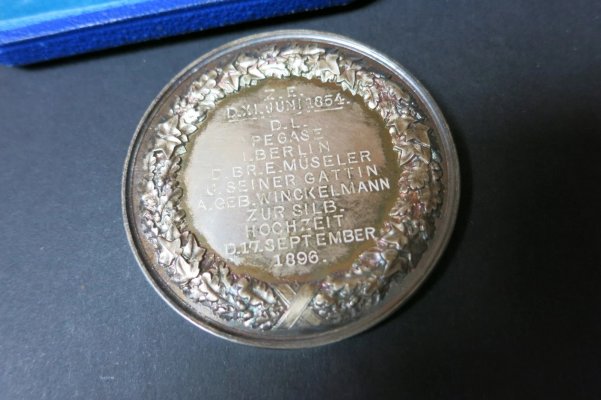 Z. E.
D.XI.JUNI 1854.
D. L.
PEGASE
I.BERLIN
D. BR.E.MÜSELER
U. SEINER GATTIN
A.GEB.WINCKELMANN
ZUR SILB.
HOCHZEIT
D.17.SEPTEMBER
1896.